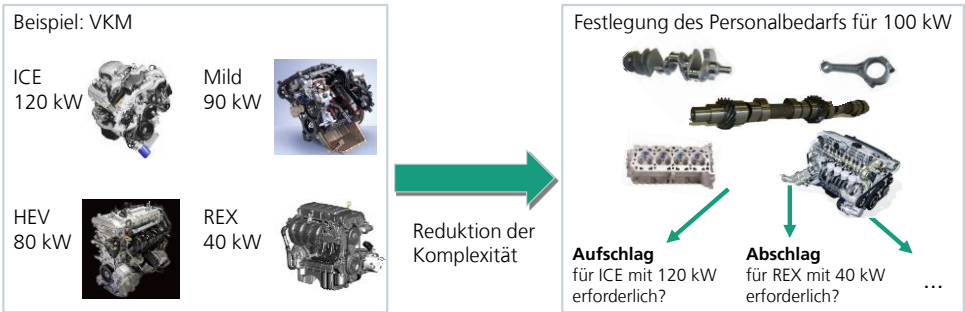 Beispiel: VKM
ICE
120 kW
Mild
90 kW
HEV
80 kW
REX
40 kW
Reduktion der
Komplexität
Festlegung des Personalbedarfs für 100 kW
Aufschlag
für ICE mit 120 kW
erforderlich?
Abschlag
für REX mit 40 kW
erforderlich?
...